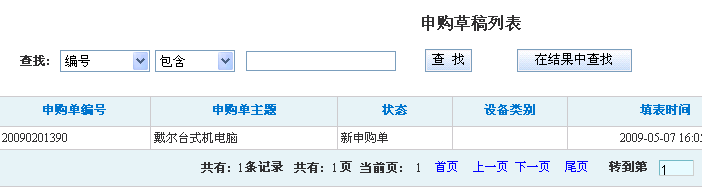 申购草稿列表
查找: 编号 包含 查 找 在结果中查找
申购单编号 申购单主题 状态 设备类别 填表时间
20090201390 戴尔台式机电脑 新申购单 2009-05-07 16:0
共有: 1条记录 共有: 1页 当前页: 1 首页 上一页 下一页 尾页 转到第 1